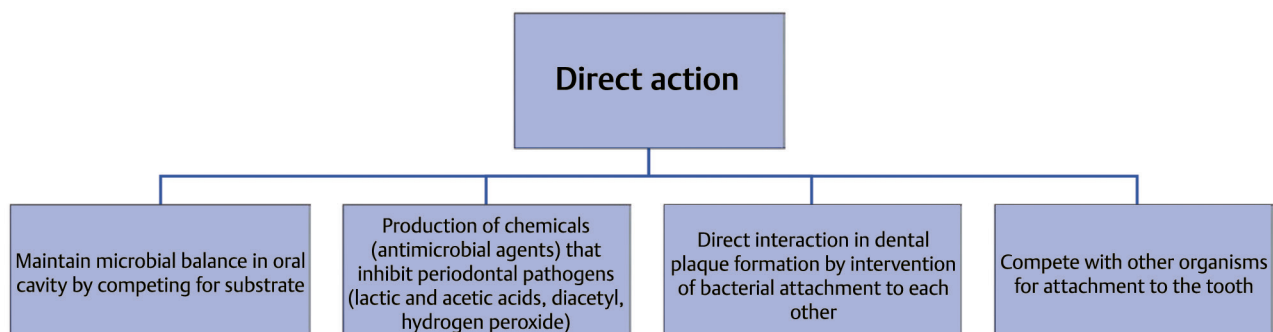 Direct action
Maintain microbial balance in oral
cavity by competing for substrate
Production of chemicals
(antimicrobial agents) that
inhibit periodontal pathogens
(lactic and acetic acids, diacetyl,
hydrogen peroxide)
Direct interaction in dental
plaque formation by intervention
of bacterial attachment to each
other
Compete with other organisms
for attachment to the tooth